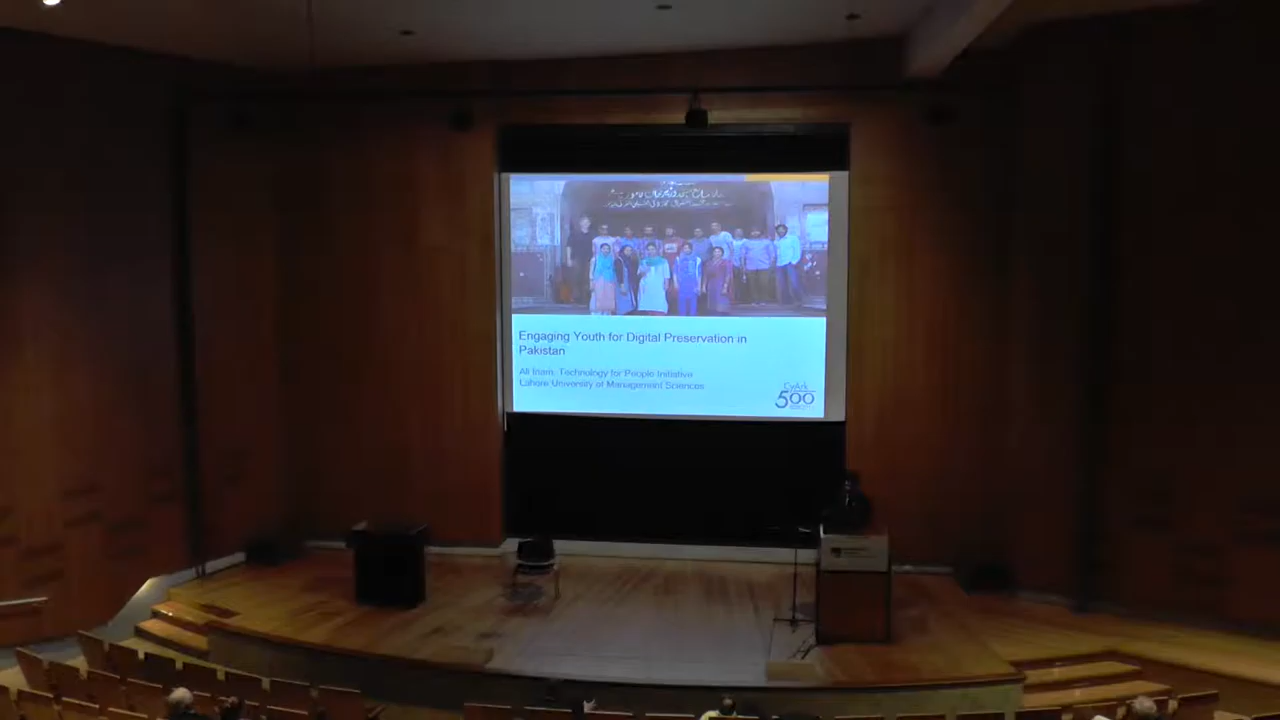 Engaging Youth for Digital Preservation in
Pakistan
Ali Inam, Technology for People Initiative
Lahore University of Management Sciences
CyArk
500